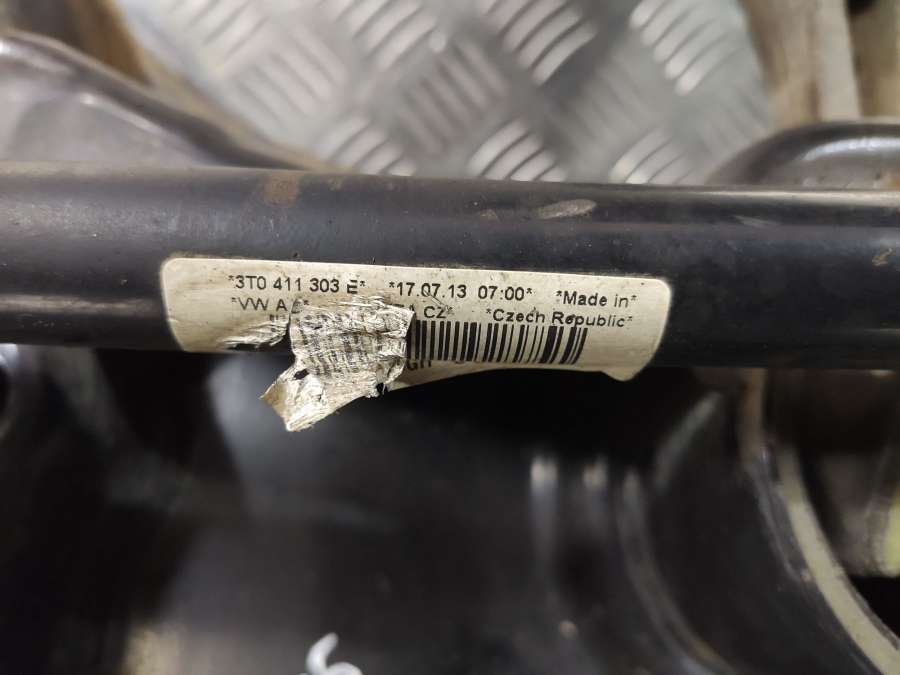 *3T0 411 303 E* *17.07.13 07:00* *Made in*
*VW A CZ* *Czech Republic*